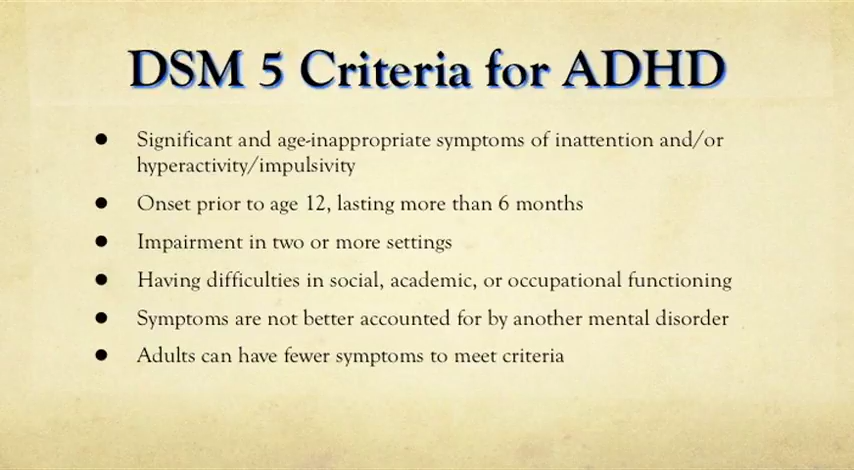 DSM 5 Criteria for ADHD
● Significant and age-inappropriate symptoms of inattention and/or
hyperactivity/impulsivity
● Onset prior to age 12, lasting more than 6 months
● Impairment in two or more settings
● Having difficulties in social, academic, or occupational functioning
● Symptoms are not better accounted for by another mental disorder
● Adults can have fewer symptoms to meet criteria